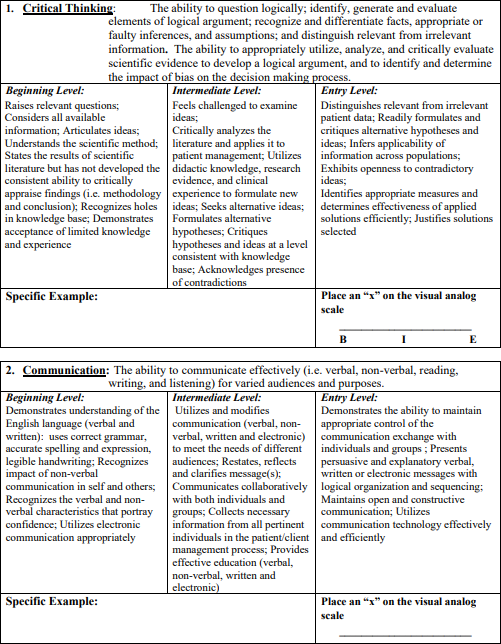 1. Critical Thinking: The ability to question logically; identify, generate and evaluate
elements of logical argument; recognize and differentiate facts, appropriate or
faulty inferences, and assumptions; and distinguish relevant from irrelevant
information. The ability to appropriately utilize, analyze, and critically evaluate
scientific evidence to develop a logical argument, and to identify and determine
the impact of bias on the decision making process.
Beginning Level:
Raises relevant questions;
Considers all available
information; Articulates ideas;
Understands the scientific method;
States the results of scientific
literature but has not developed the
consistent ability to critically
appraise findings (i.e. methodology
and conclusion); Recognizes holes
in knowledge base; Demonstrates
acceptance of limited knowledge
and experience
Intermediate Level:
Feels challenged to examine
ideas;
Critically analyzes the
literature and applies it to
patient management; Utilizes
didactic knowledge, research
evidence, and clinical
experience to formulate new
ideas; Seeks alternative ideas;
Formulates alternative
hypotheses; Critiques
hypotheses and ideas at a level
consistent with knowledge
base; Acknowledges presence
of contradictions
Entry Level:
Distinguishes relevant from irrelevant
patient data; Readily formulates and
critiques alternative hypotheses and
ideas; Infers applicability of
information across populations;
Exhibits openness to contradictory
ideas;
Identifies appropriate measures and
determines effectiveness of applied
solutions efficiently; Justifies solutions
selected
Specific Example:
Place an “x” on the visual analog
scale
B I E
2. Communication: The ability to communicate effectively (i.e. verbal, non-verbal, reading,
writing, and listening) for varied audiences and purposes.
Beginning Level:
Demonstrates understanding of the
English language (verbal and
written): uses correct grammar,
accurate spelling and expression,
legible handwriting; Recognizes
impact of non-verbal
communication in self and others;
Recognizes the verbal and non-
verbal characteristics that portray
confidence; Utilizes electronic
communication appropriately
Intermediate Level:
Utilizes and modifies
communication (verbal, non-
verbal, written and electronic)
to meet the needs of different
audiences; Restates, reflects
and clarifies message(s);
Communicates collaboratively
with both individuals and
groups; Collects necessary
information from all pertinent
individuals in the patient/client
management process; Provides
effective education (verbal,
non-verbal, written and
electronic)
Entry Level:
Demonstrates the ability to maintain
appropriate control of the
communication exchange with
individuals and groups ; Presents
persuasive and explanatory verbal,
written or electronic messages with
logical organization and sequencing;
Maintains open and constructive
communication; Utilizes
communication technology effectively
and efficiently
Specific Example:
Place an “x” on the visual analog
scale